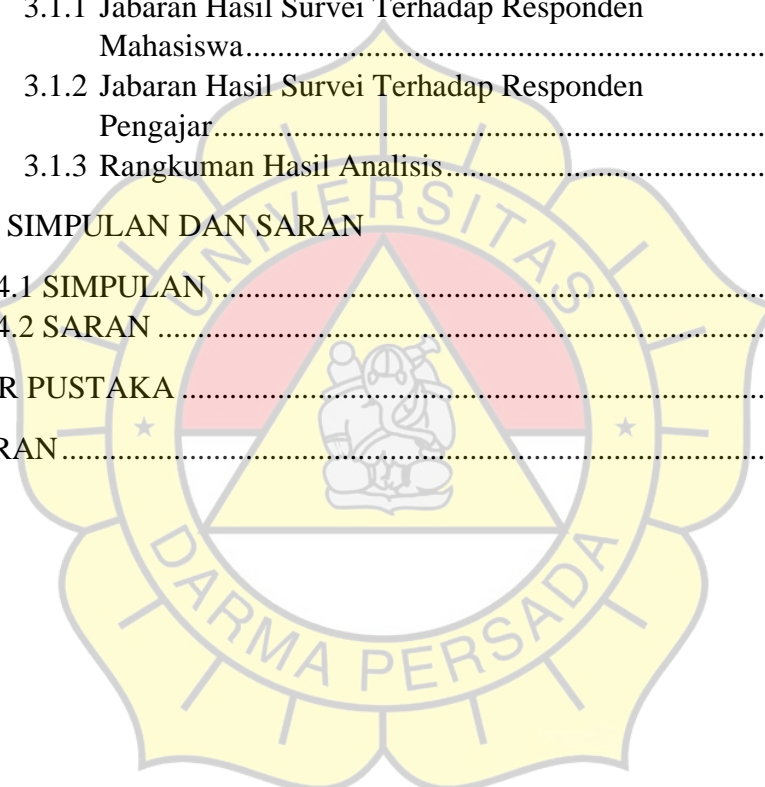 3.1.1 Jabaran Hasil Survei Terhadap Responden
Mahasiswa........................................................................
3.1.2 Jabaran Hasil Survei Terhadap Responden
Pengajar............................................................................
3.1.3 Rangkuman Hasil Analisis........................................
SIMPULAN DAN SARAN
4.1 SIMPULAN........................................................................
4.2 SARAN..............................................................................
R PUSTAKA..............................................................................
RAN............................................................................................
UNIVERSITAS
DARMA PERSADA